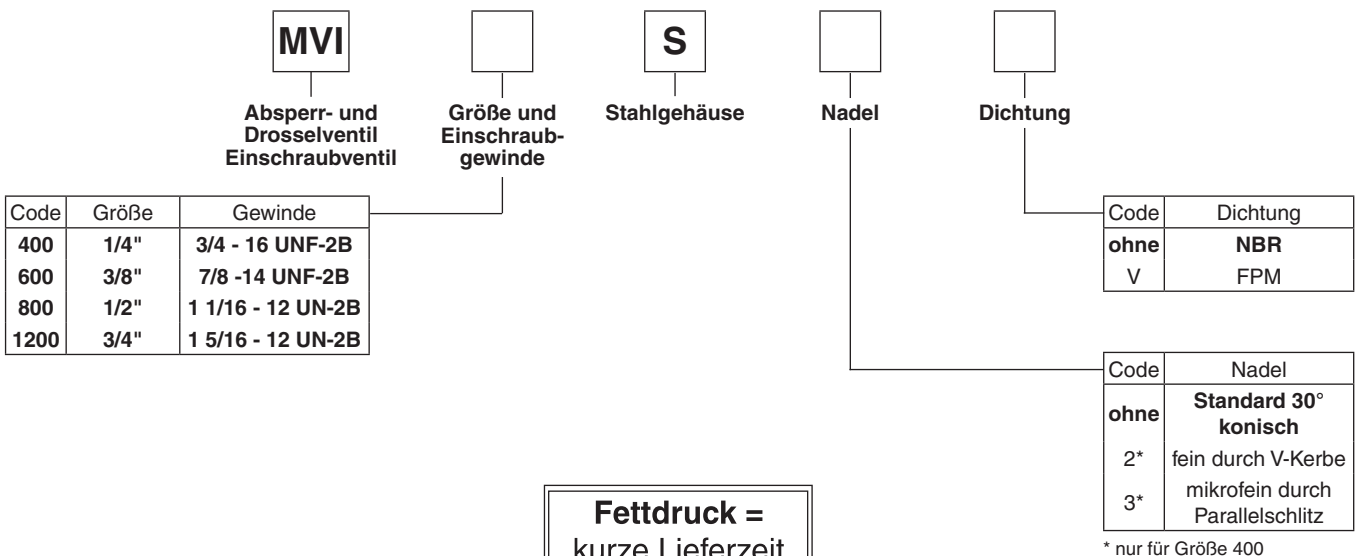 MVI
S
Absperr- und
Drosselventil
Einschraubventil
Größe und
Einschraub-
gewinde
Stahlgehäuse
Nadel
Dichtung
Code Größe Gewinde
400 1/4" 3/4 - 16 UNF-2B
600 3/8" 7/8 -14 UNF-2B
800 1/2" 1 1/16 - 12 UN-2B
1200 3/4" 1 5/16 - 12 UN-2B
Code Dichtung
ohne NBR
V FPM
Code Nadel
ohne Standard 30°
konisch
2* fein durch V-Kerbe
3* mikrofein durch
Parallelschlitz
* nur für Größe 400
Fettdruck =
kurze Lieferzeit